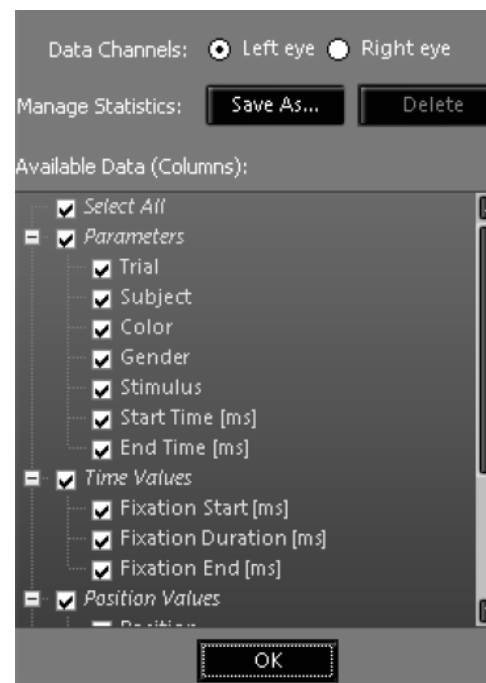 Data Channels: Left eye Right eye
Manage Statistics: Save As... Delete
Available Data (Columns):
Select All
Parameters
Trial
Subject
Color
Gender
Stimulus
Start Time [ms]
End Time [ms]
Time Values
Fixation Start [ms]
Fixation Duration [ms]
Fixation End [ms]
Position Values
OK